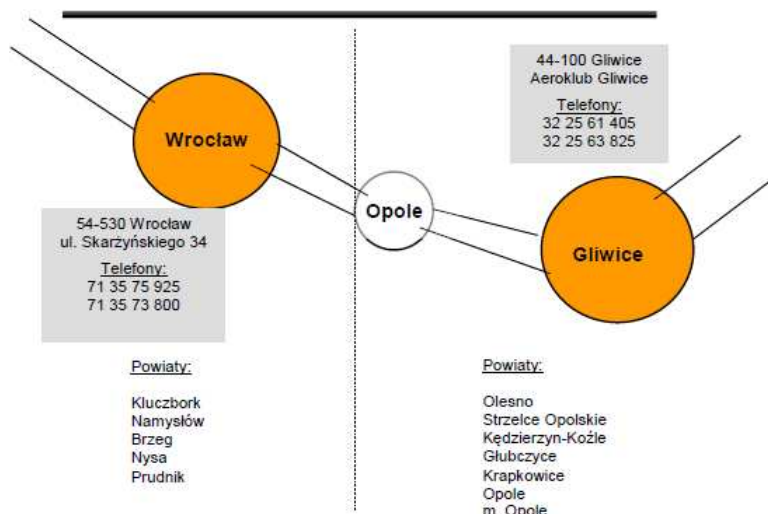 44-100 Gliwice
Aeroklub Gliwice
Telefony:
32 25 61 405
32 25 63 825
Wrocław
Opole
Gliwice
54-530 Wrocław
ul. Skarżyńskiego 34
Telefony:
71 35 75 925
71 35 73 800
Powiaty:
Kluczbork
Namysłów
Brzeg
Nysa
Prudnik
Powiaty:
Olesno
Strzelce Opolskie
Kędzierzyn-Koźle
Głubczyce
Krapkowice
Opole
m. Opole